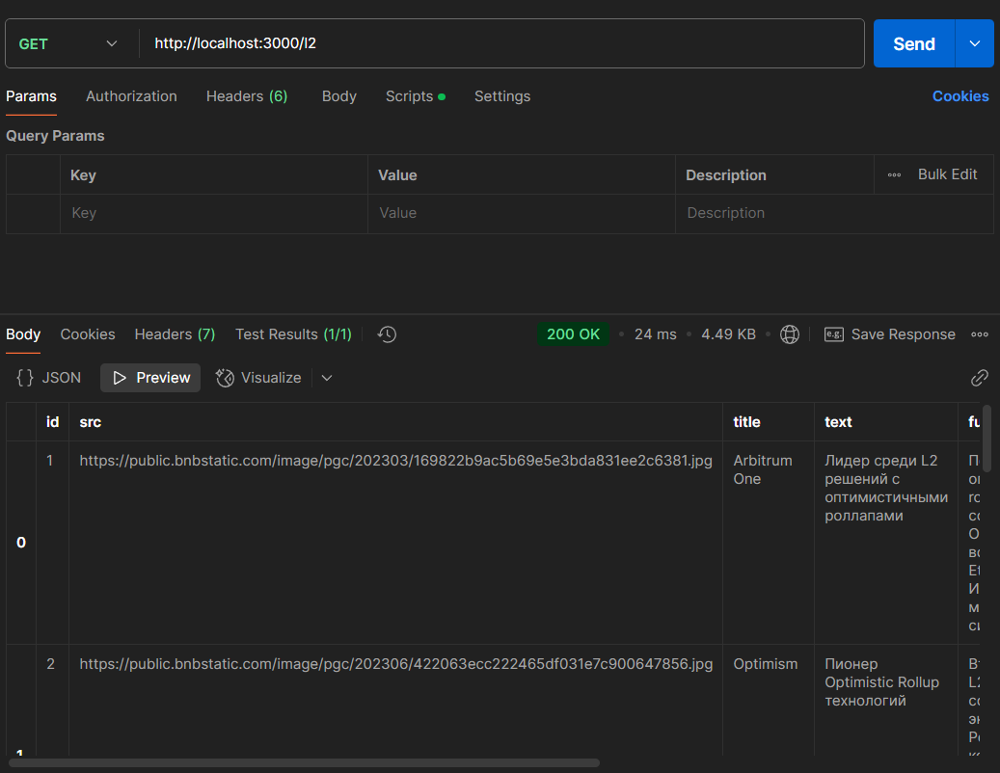 GET http://localhost:3000/l2 Send
Params Authorization Headers (6) Body Scripts Settings Cookies
Query Params
Key Value Description Bulk Edit
Key Value Description
Body Cookies Headers (7) Test Results (1/1) 200 OK 24 ms 4.49 KB e.g. Save Response
{} JSON Preview Visualize
id src title text
0 1 https://public.bnbstatic.com/image/pgc/202303/169822b9ac5b69e5e3bda831ee2c6381.jpg Arbitrum Лидер среди L2
One решений с
оптимистичными
роллапами
1 2 https://public.bnbstatic.com/image/pgc/202306/422063ecc222465df031e7c900647856.jpg Optimism Пионер
Optimistic Rollup
технологий